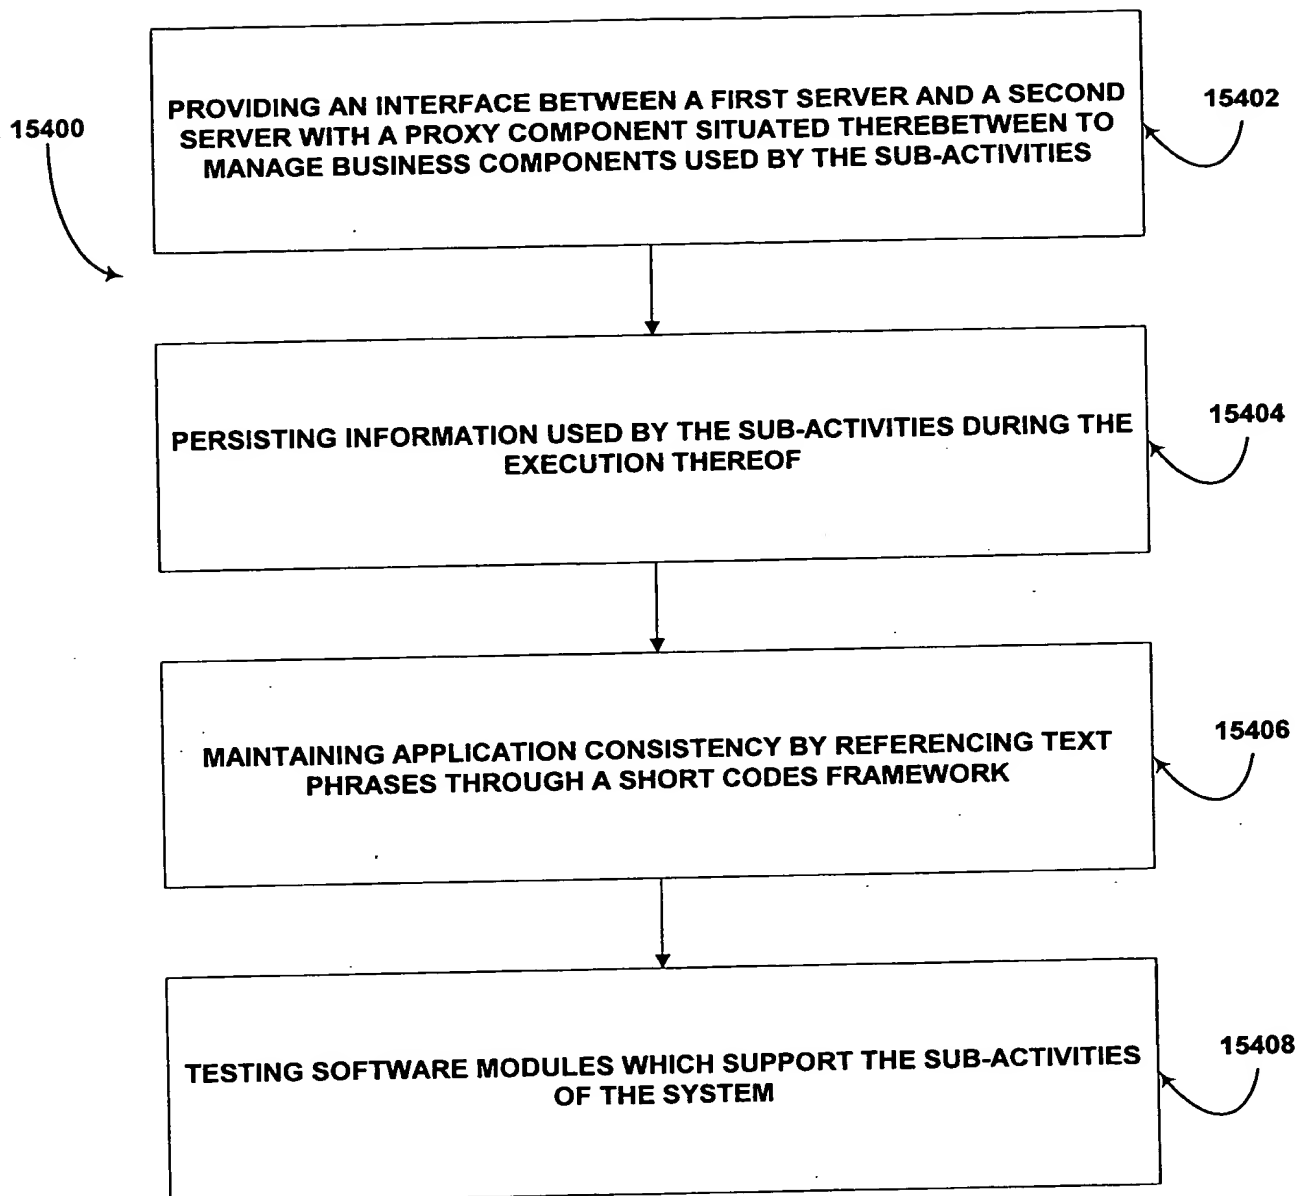 15400
PROVIDING AN INTERFACE BETWEEN A FIRST SERVER AND A SECOND
SERVER WITH A PROXY COMPONENT SITUATED THEREBETWEEN TO
MANAGE BUSINESS COMPONENTS USED BY THE SUB-ACTIVITIES
15402
PERSISTING INFORMATION USED BY THE SUB-ACTIVITIES DURING THE
EXECUTION THEREOF
15404
MAINTAINING APPLICATION CONSISTENCY BY REFERENCING TEXT
PHRASES THROUGH A SHORT CODES FRAMEWORK
15406
TESTING SOFTWARE MODULES WHICH SUPPORT THE SUB-ACTIVITIES
OF THE SYSTEM
15408